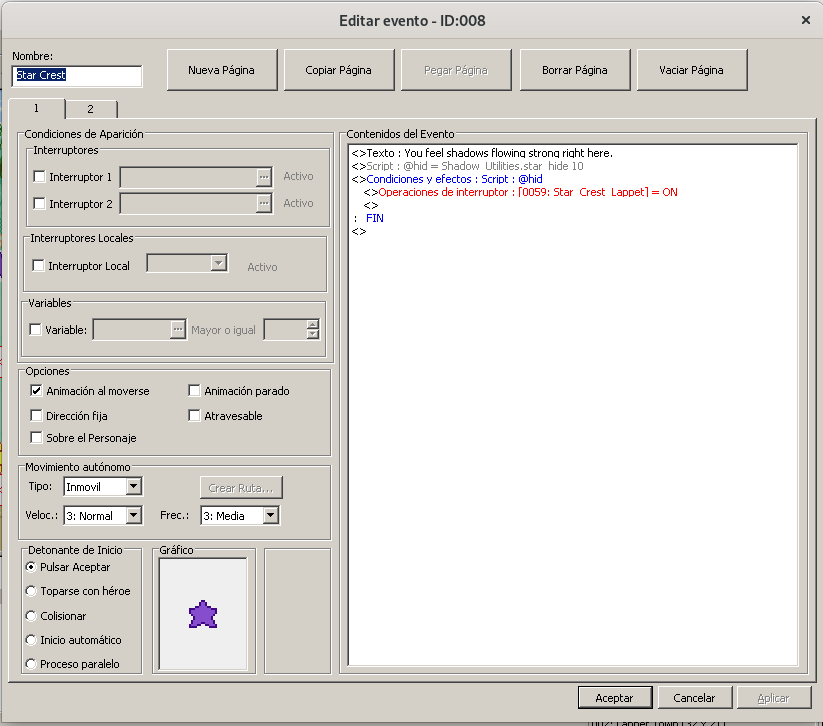 Editar evento - ID:008
Nombre:
Star Crest
Nueva Página
Copiar Página
Pegar Página
Borrar Página
Vaciar Página
1
2
Condiciones de Aparición
Interruptores
Interruptor 1
Activo
Interruptor 2
Activo
Interruptores Locales
Interruptor Local
Activo
Variables
Variable:
Mayor o igual
Opciones
Animación al moverse
Animación parado
Dirección fija
Atravesable
Sobre el Personaje
Movimiento autónomo
Tipo:
Inmovil
Crear Ruta...
Veloc.:
3: Normal
Frec.:
3: Media
Detonante de Inicio
Pulsar Aceptar
Toparse con héroe
Colisionar
Inicio automático
Proceso paralelo
Gráfico
Contenidos del Evento
<>Texto : You feel shadows flowing strong right here.
<>Script : @hid = Shadow_Utilities.star_hide 10
<>Condiciones y efectos : Script : @hid
<>Operaciones de interruptor : [0059: Star_Crest_Lappet] = ON
<>
: FIN
<>
Aceptar
Cancelar
Aplicar